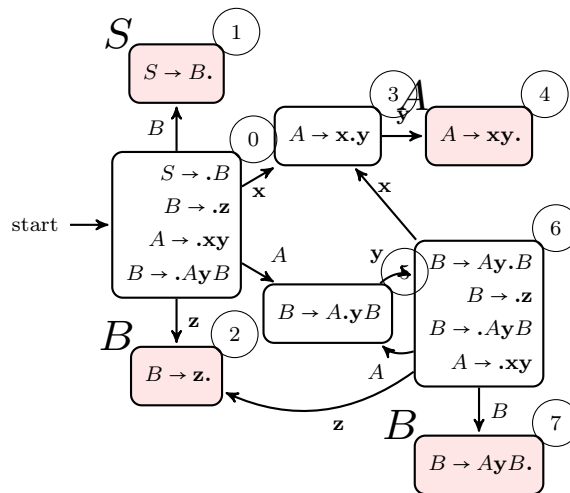 S
1
S → B.
B
0
3
A
4
y
A → x.y
A → xy.
x
S → .B
B → .z
A → .xy
B → .AyB
start
x
6
B → Ay.B
B → .z
B → .AyB
A → .xy
A
y
5
B → A.yB
z
B
2
B → z.
A
z
B
B
7
B → AyB.